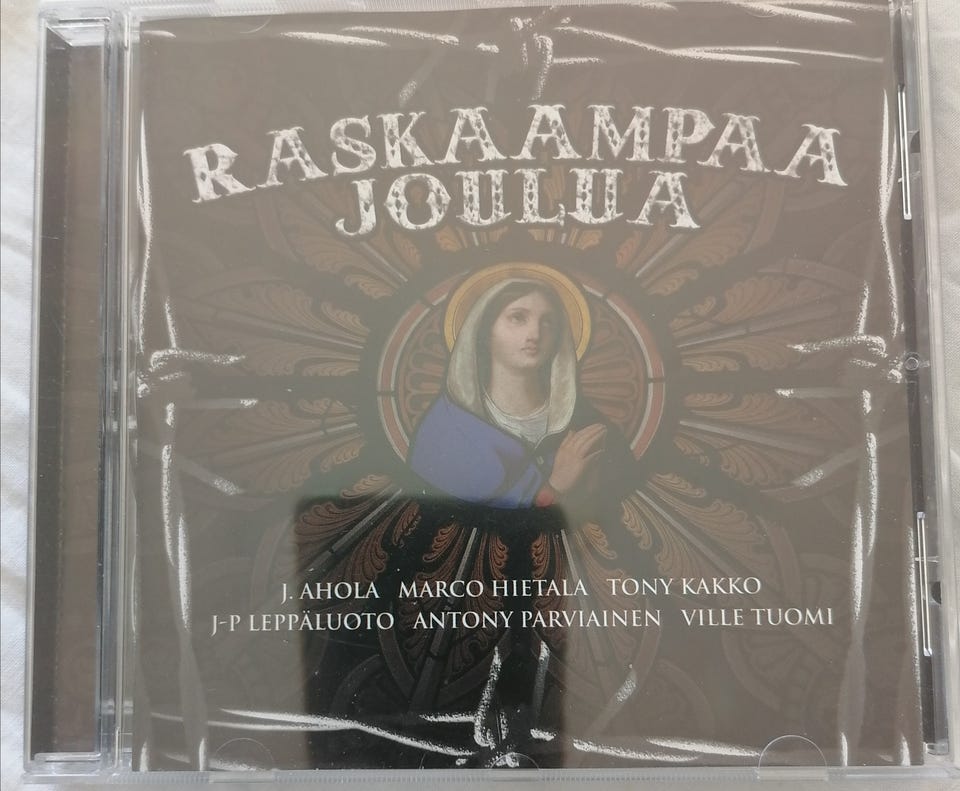 RASKAAMPAA
JOULUA
J. AHOLA MARCO HIETALA TONY KAKKO
J-P LEPPÄLUOTO ANTONY PARVIAINEN VILLE TUOMI